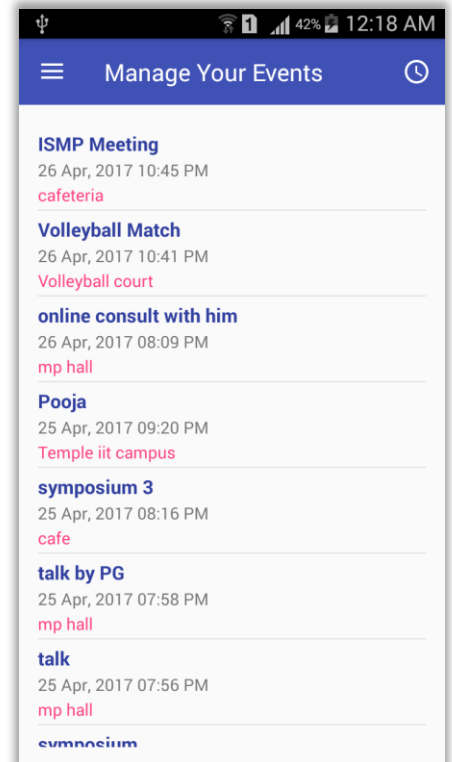 1 42% 12:18 AM
Manage Your Events
ISMP Meeting
26 Apr, 2017 10:45 PM
cafeteria
Volleyball Match
26 Apr, 2017 10:41 PM
Volleyball court
online consult with him
26 Apr, 2017 08:09 PM
mp hall
Pooja
25 Apr, 2017 09:20 PM
Temple iit campus
symposium 3
25 Apr, 2017 08:16 PM
cafe
talk by PG
25 Apr, 2017 07:58 PM
mp hall
talk
25 Apr, 2017 07:56 PM
mp hall
symposium